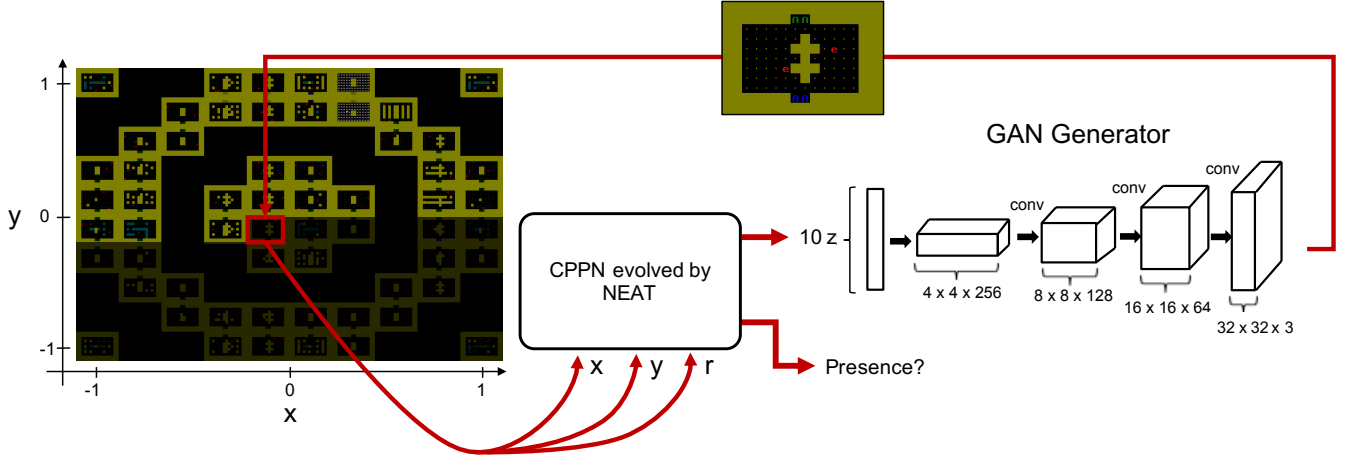 1
y
0
-1
-1
0
1
x
e
e
GAN Generator
conv
conv
conv
10 z
4 x 4 x 256
8 x 8 x 128
16 x 16 x 64
32 x 32 x 3
CPPN evolved by
NEAT
x
y
r
Presence?